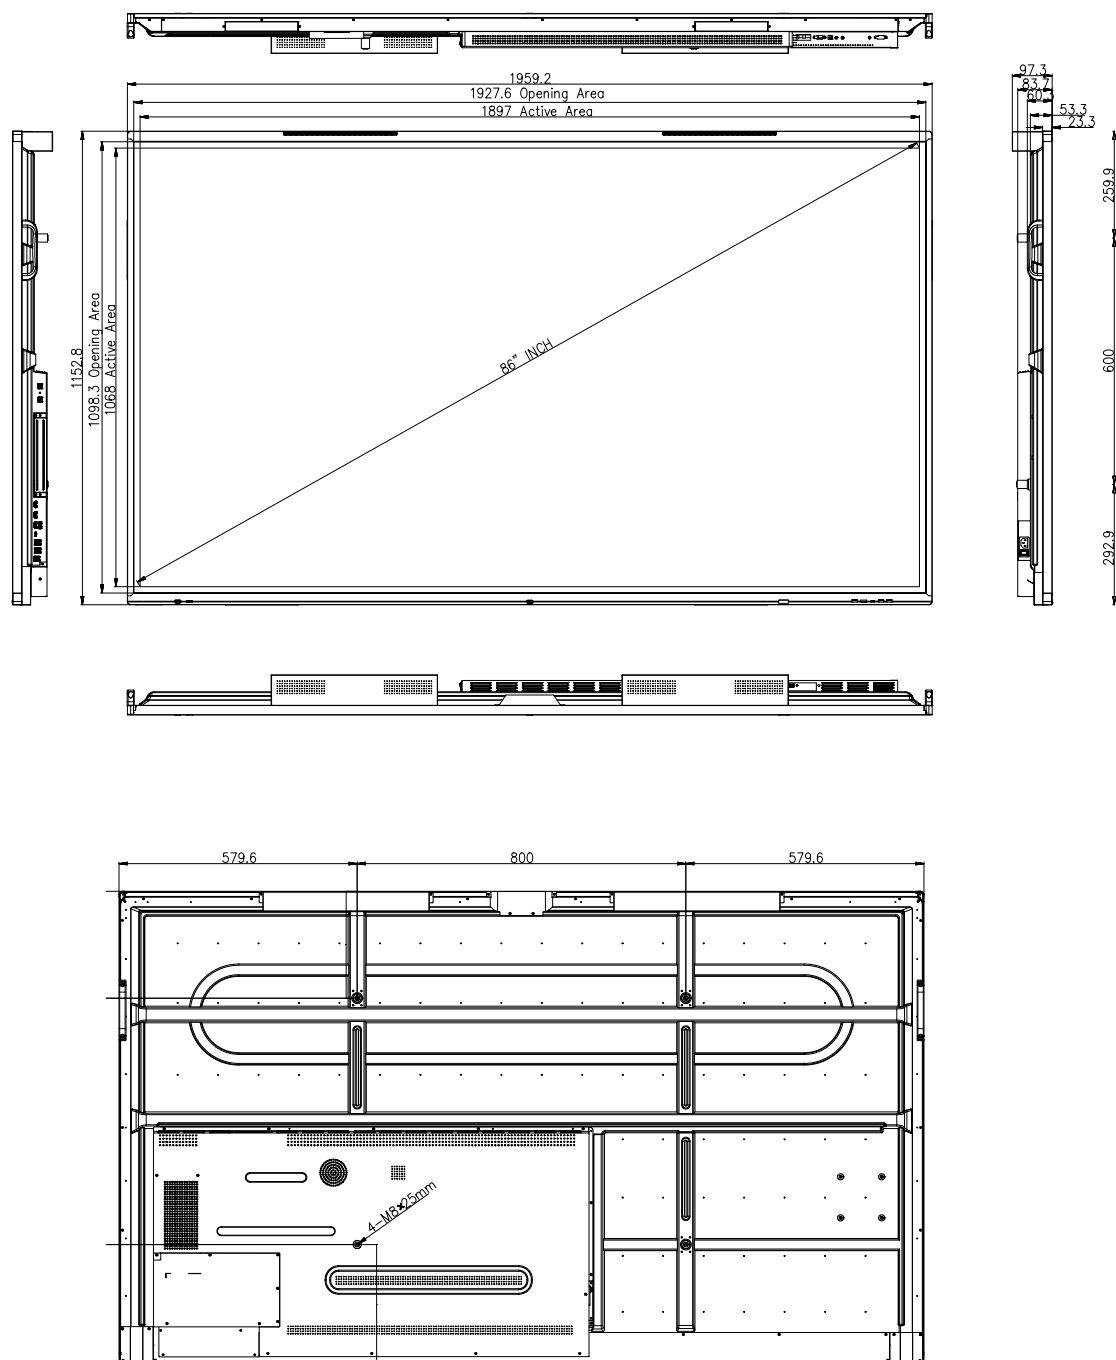 1959.2
1927.6 Opening Area
1897 Active Area
97.3
83.7
60.3
53.3
23.3
259.9
600
292.9
1152.8
1098.3 Opening Area
1068 Active Area
86" INCH
579.6
800
579.6
4-M8x25mm